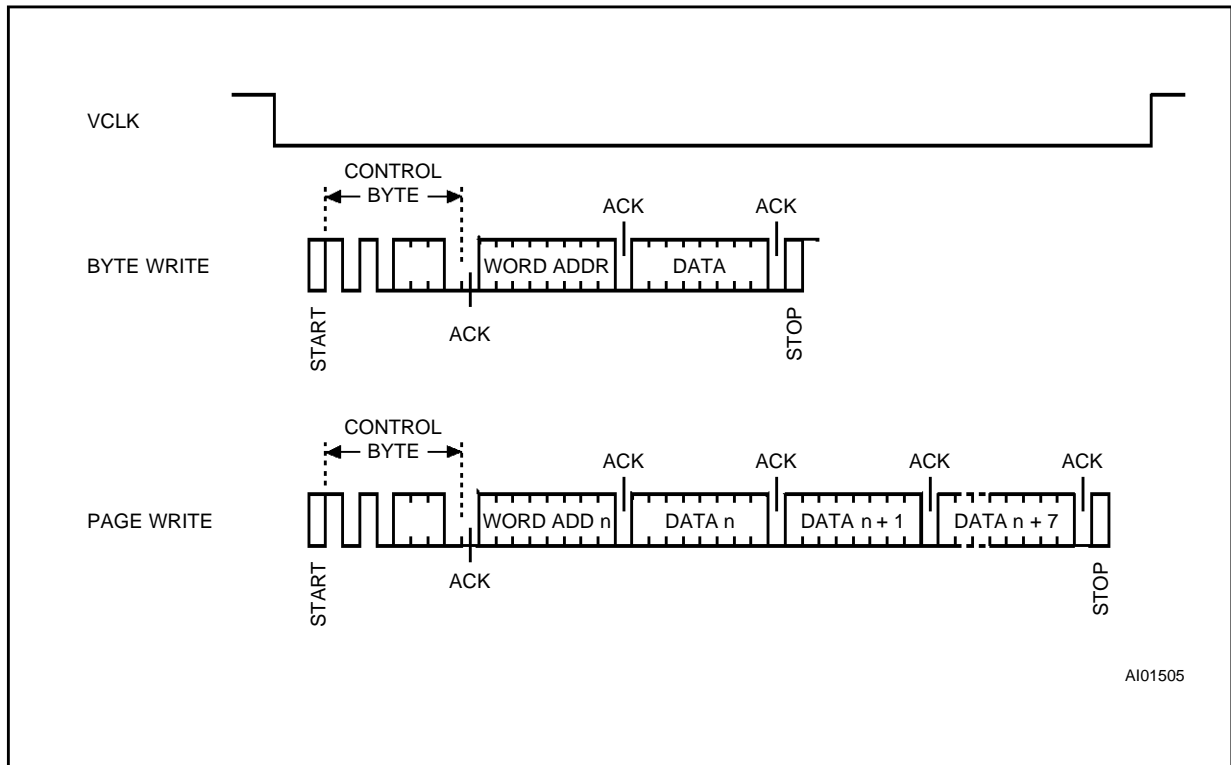 VCLK
CONTROL
BYTE
ACK ACK
BYTE WRITE
WORD ADDR DATA
START
ACK
STOP
CONTROL
BYTE
ACK ACK ACK ACK
PAGE WRITE
WORD ADD n DATA n DATA n + 1 DATA n + 7
START
ACK
STOP
AI01505